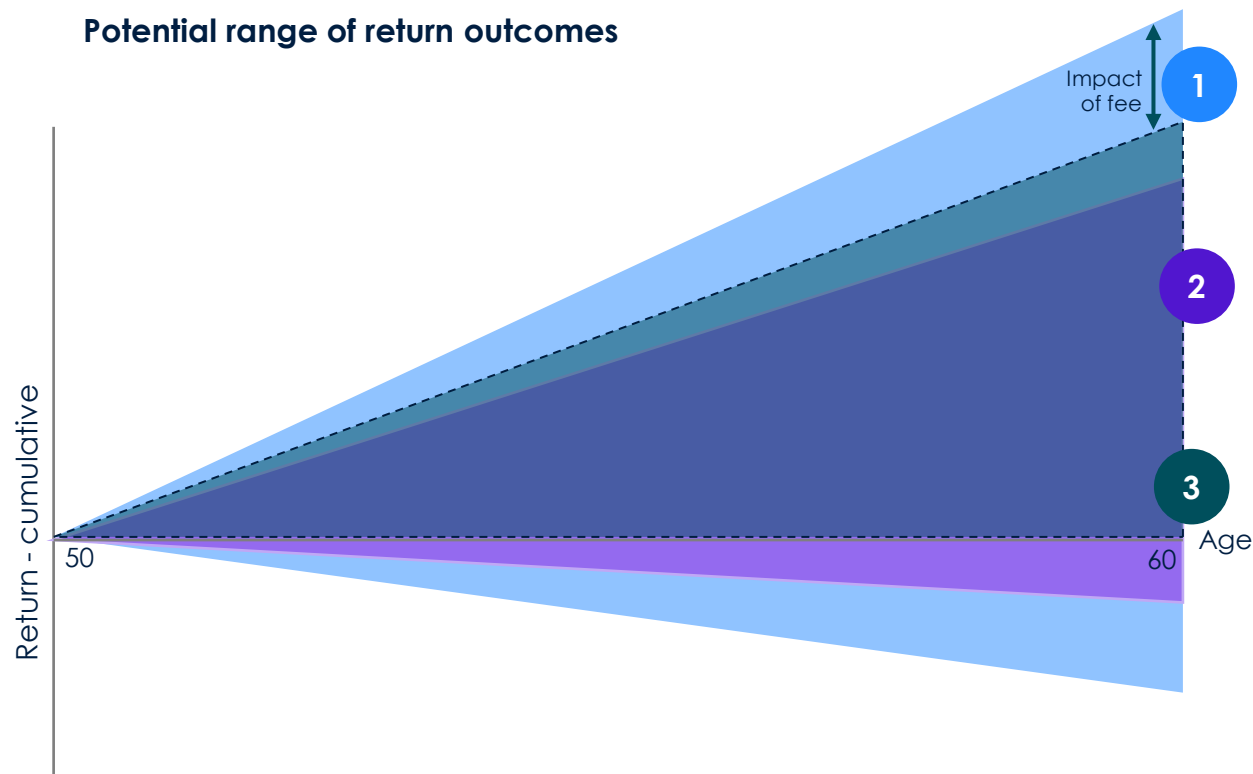 Potential range of return outcomes
Impact
of fee
1
2
3
Return - cumulative
50
60
Age